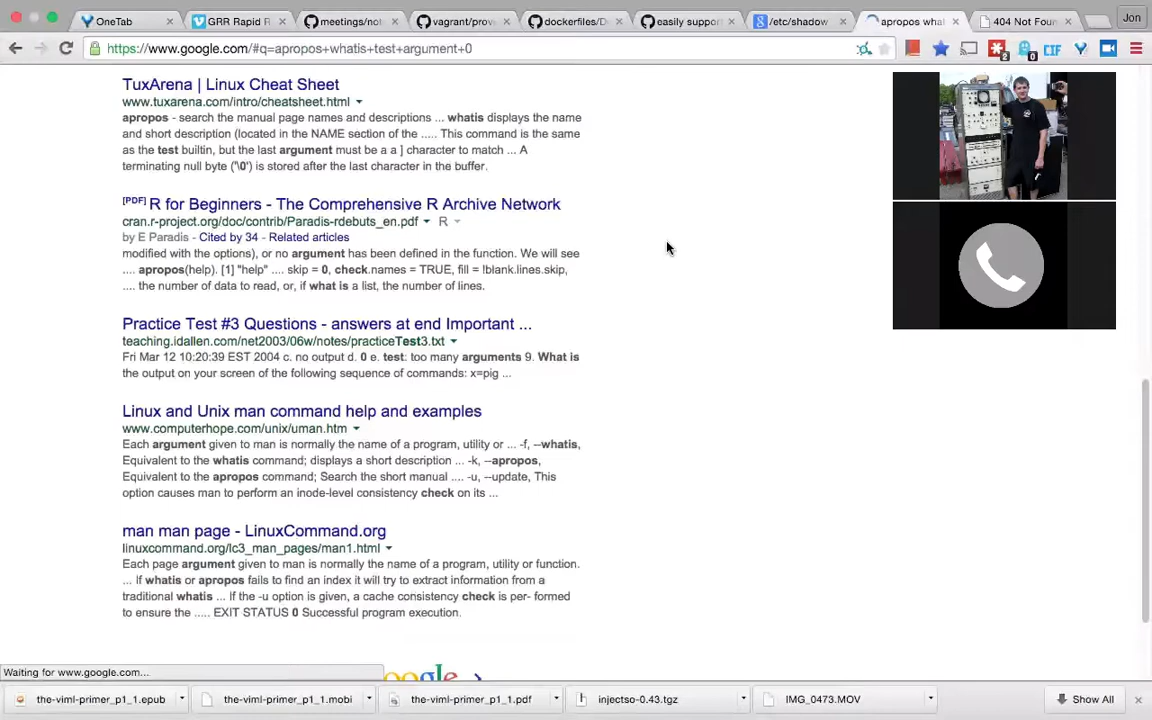 OneTab
GRR Rapid R
meetings/no
vagrant/prov
dockerfiles/D
easily suppor
/etc/shadow
apropos wha
404 Not Foun
Jon
https://www.google.com/#q=apropos+whatis+test+argument+0
2
0
CIF
TuxArena | Linux Cheat Sheet
www.tuxarena.com/intro/cheatsheet.html
apropos - search the manual page names and descriptions ... whatis displays the name
and short description (located in the NAME section of the ..... This command is the same
as the test builtin, but the last argument must be a a ] character to match ... A
terminating null byte ('\0') is stored after the last character in the buffer.
[PDF] R for Beginners - The Comprehensive R Archive Network
cran.r-project.org/doc/contrib/Paradis-rdebuts_en.pdf R
by E Paradis - Cited by 34 - Related articles
modified with the options), or no argument has been defined in the function. We will see
.... apropos(help). [1] "help" .... skip = 0, check.names = TRUE, fill = !blank.lines.skip,
.... the number of data to read, or, if what is a list, the number of lines.
Practice Test #3 Questions - answers at end Important ...
teaching.idallen.com/net2003/06w/notes/practiceTest3.txt
Fri Mar 12 10:20:39 EST 2004 c. no output d. 0 e. test: too many arguments 9. What is
the output on your screen of the following sequence of commands: x=pig ...
Linux and Unix man command help and examples
www.computerhope.com/unix/uman.htm
Each argument given to man is normally the name of a program, utility or ... -f, --whatis,
Equivalent to the whatis command; displays a short description ... -k, --apropos,
Equivalent to the apropos command; Search the short manual .... -u, --update, This
option causes man to perform an inode-level consistency check on its ...
man man page - LinuxCommand.org
linuxcommand.org/lc3_man_pages/man1.html
Each page argument given to man is normally the name of a program, utility or function.
... If whatis or apropos fails to find an index it will try to extract information from a
traditional whatis ... If the -u option is given, a cache consistency check is per- formed
to ensure the ..... EXIT STATUS 0 Successful program execution.
Waiting for www.google.com...
the-viml-primer_p1_1.epub
the-viml-primer_p1_1.mobi
the-viml-primer_p1_1.pdf
injectso-0.43.tgz
IMG_0473.MOV
Show All